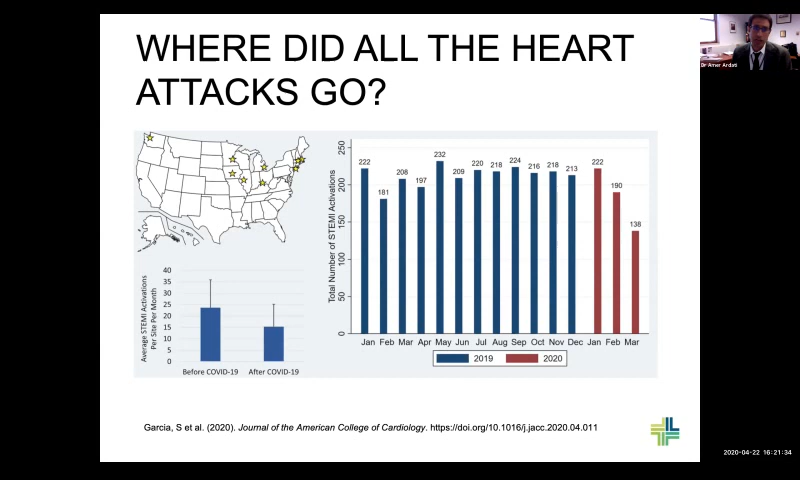 WHERE DID ALL THE HEART
ATTACKS GO?
Dr Amer Ardati
Average STEMI Activations
Per Site Per Month
40
35
30
25
20
15
10
5
0
Before COVID-19 After COVID-19
Total Number of STEMI Activations
250
200
150
100
50
0
222 181 208 197 232 209 220 218 224 216 218 213 222 190 138
Jan Feb Mar Apr May Jun Jul Aug Sep Oct Nov Dec Jan Feb Mar
2019 2020
Garcia, S et al. (2020). Journal of the American College of Cardiology. https://doi.org/10.1016/j.jacc.2020.04.011
2020-04-22 16:21:34